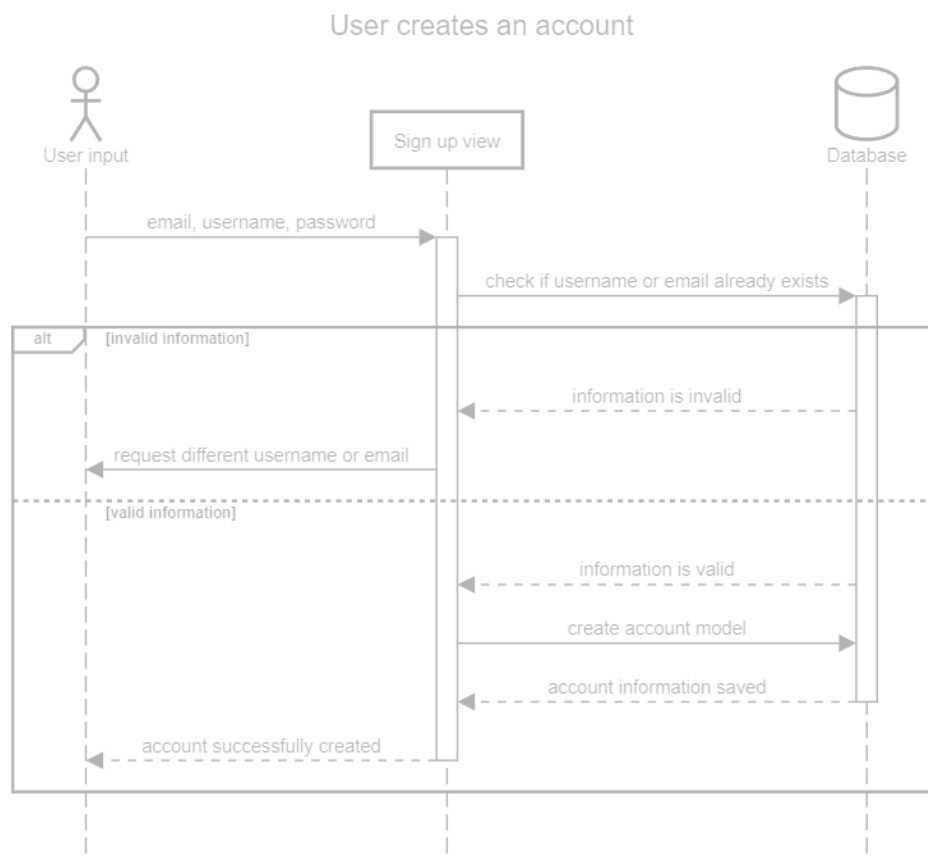 User creates an account
User input
Sign up view
Database
email, username, password
check if username or email already exists
alt
[invalid information]
information is invalid
request different username or email
[valid information]
information is valid
create account model
account information saved
account successfully created